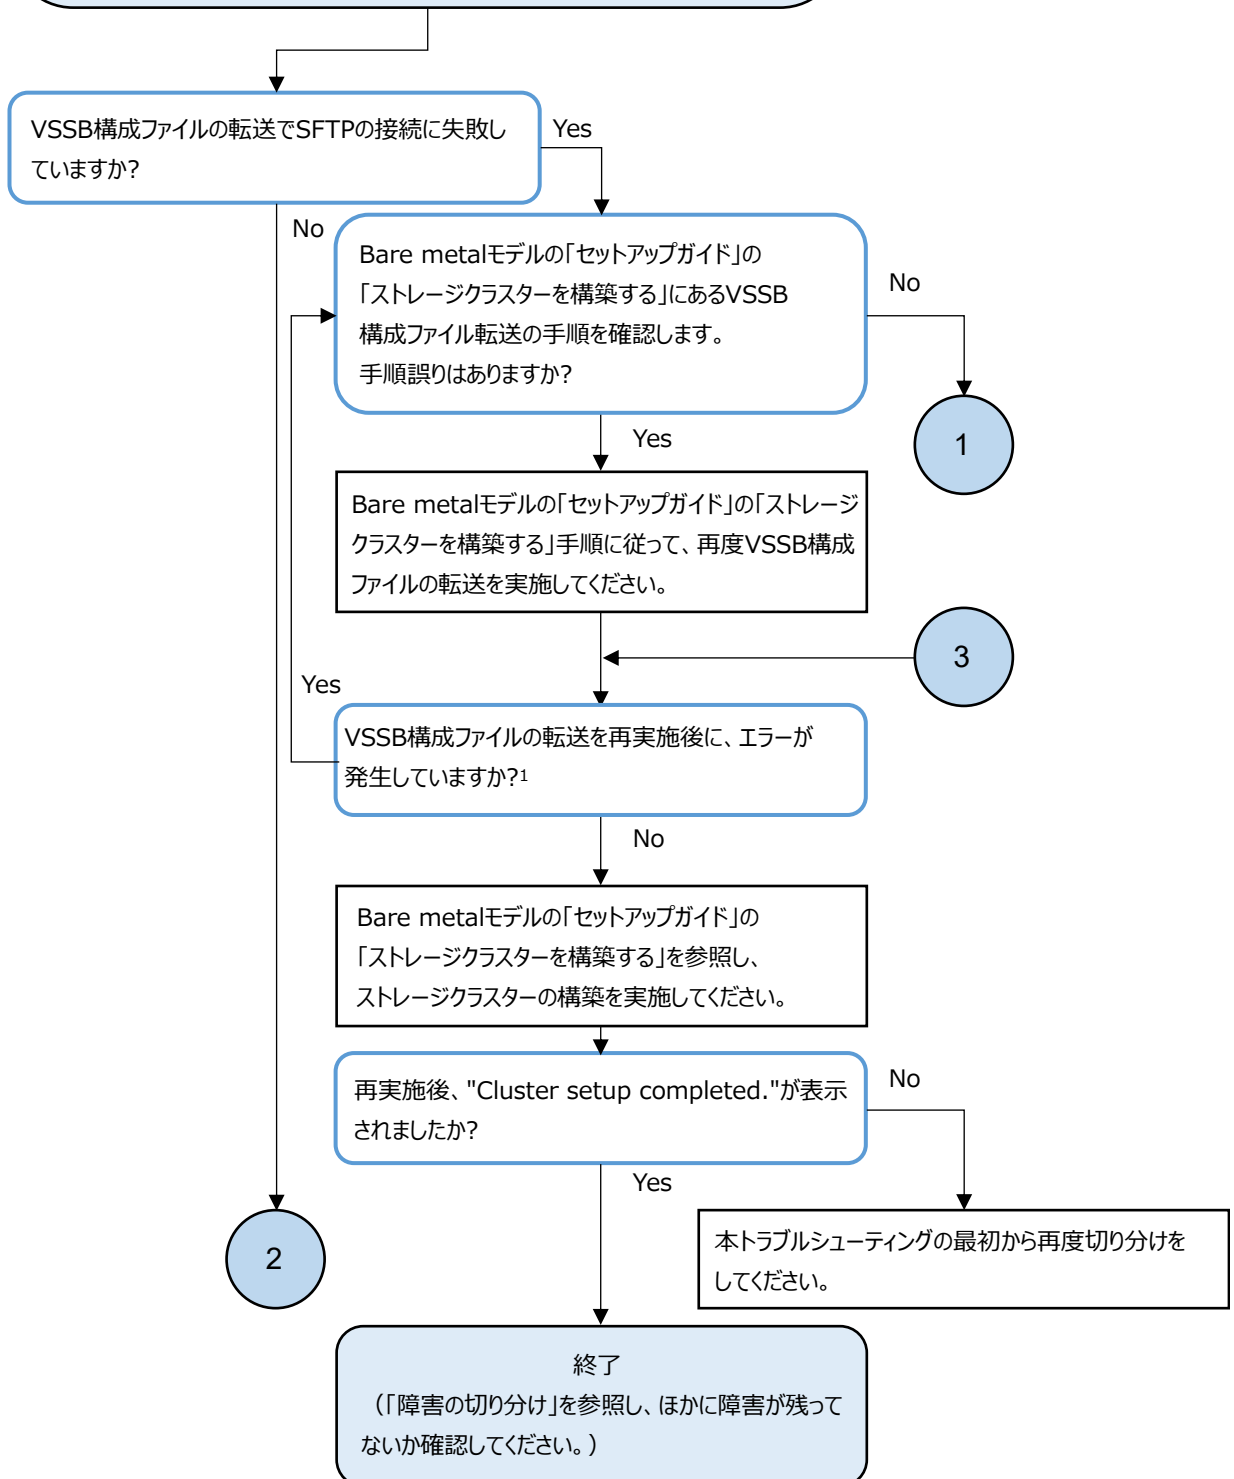 VSSB構成ファイルの転送でSFTPの接続に失敗し
ていますか?
Yes
No
Bare metalモデルの「セットアップガイド」の
「ストレージクラスターを構築する」にあるVSSB
構成ファイル転送の手順を確認します。
手順誤りはありますか?
No
1
Yes
Bare metalモデルの「セットアップガイド」の「ストレージ
クラスターを構築する」手順に従って、再度VSSB構成
ファイルの転送を実施してください。
3
Yes
VSSB構成ファイルの転送を再実施後に、エラーが
発生していますか?1
No
Bare metalモデルの「セットアップガイド」の
「ストレージクラスターを構築する」を参照し、
ストレージクラスターの構築を実施してください。
再実施後、"Cluster setup completed."が表示
されましたか?
No
Yes
2
本トラブルシューティングの最初から再度切り分けを
してください。
終了
（「障害の切り分け」を参照し、ほかに障害が残って
ないか確認してください。）